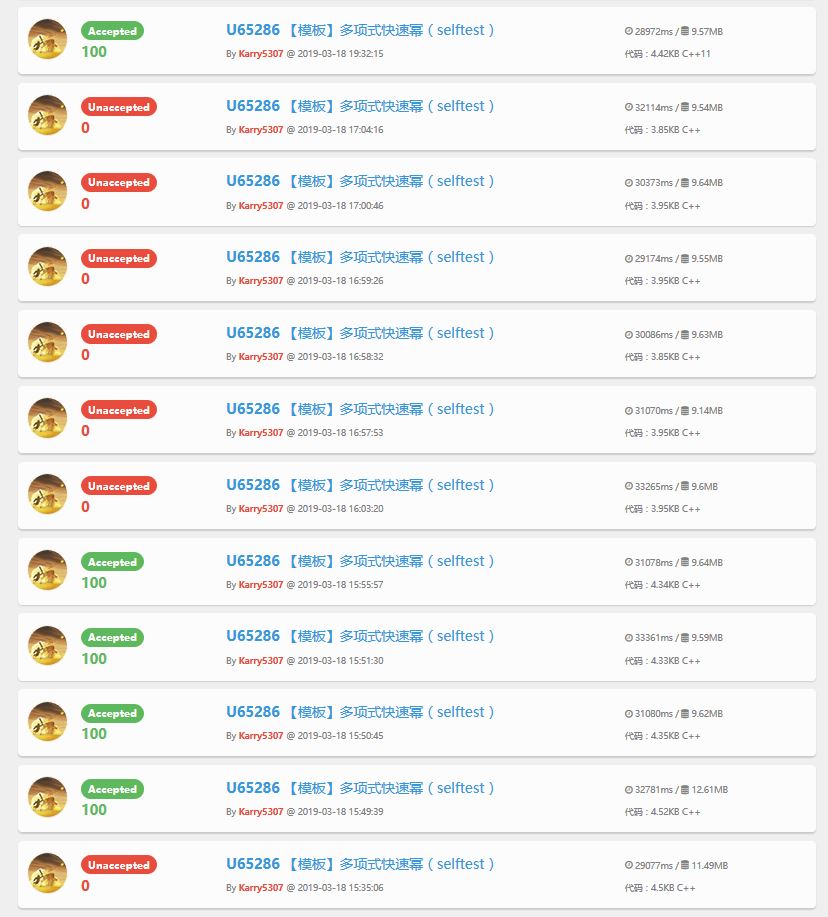 Accepted U65286 【模板】多项式快速幂（selftest） 28972ms / 9.57MB
100 By Karry5307 @ 2019-03-18 19:32:15 代码：4.42KB C++11
Unaccepted U65286 【模板】多项式快速幂（selftest） 32114ms / 9.54MB
0 By Karry5307 @ 2019-03-18 17:04:16 代码：3.85KB C++
Unaccepted U65286 【模板】多项式快速幂（selftest） 30373ms / 9.64MB
0 By Karry5307 @ 2019-03-18 17:00:46 代码：3.95KB C++
Unaccepted U65286 【模板】多项式快速幂（selftest） 29174ms / 9.55MB
0 By Karry5307 @ 2019-03-18 16:59:26 代码：3.95KB C++
Unaccepted U65286 【模板】多项式快速幂（selftest） 30086ms / 9.63MB
0 By Karry5307 @ 2019-03-18 16:58:32 代码：3.85KB C++
Unaccepted U65286 【模板】多项式快速幂（selftest） 31070ms / 9.14MB
0 By Karry5307 @ 2019-03-18 16:57:53 代码：3.95KB C++
Unaccepted U65286 【模板】多项式快速幂（selftest） 33265ms / 9.6MB
0 By Karry5307 @ 2019-03-18 16:03:20 代码：3.95KB C++
Accepted U65286 【模板】多项式快速幂（selftest） 31078ms / 9.64MB
100 By Karry5307 @ 2019-03-18 15:55:57 代码：4.34KB C++
Accepted U65286 【模板】多项式快速幂（selftest） 33361ms / 9.59MB
100 By Karry5307 @ 2019-03-18 15:51:30 代码：4.33KB C++
Accepted U65286 【模板】多项式快速幂（selftest） 31080ms / 9.62MB
100 By Karry5307 @ 2019-03-18 15:50:45 代码：4.35KB C++
Accepted U65286 【模板】多项式快速幂（selftest） 32781ms / 12.61MB
100 By Karry5307 @ 2019-03-18 15:49:39 代码：4.52KB C++
Unaccepted U65286 【模板】多项式快速幂（selftest） 29077ms / 11.49MB
0 By Karry5307 @ 2019-03-18 15:35:06 代码：4.5KB C++